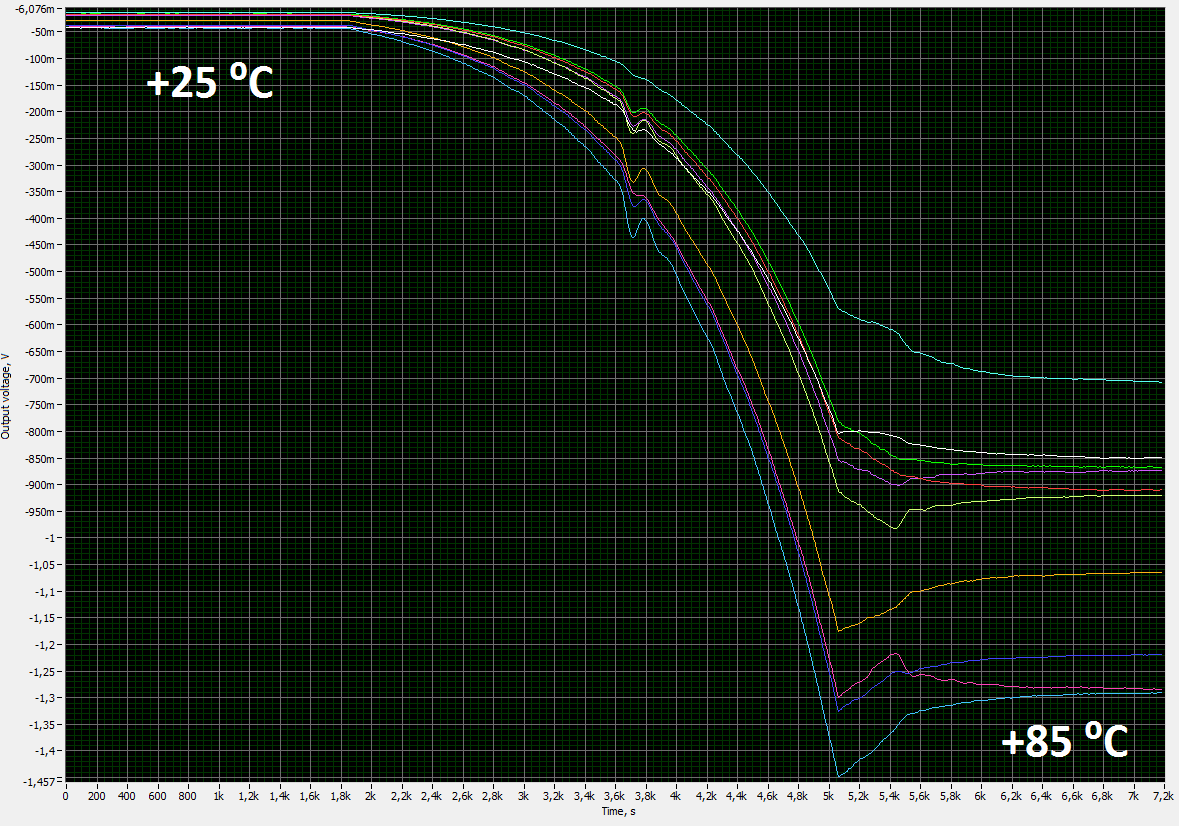 -6,076m
-50m
+25 °C
-100m
-150m
-200m
-250m
-300m
-350m
-400m
-450m
-500m
-550m
-600m
-650m
-700m
-750m
-800m
-850m
-900m
-950m
-1
-1,05
-1,1
-1,15
-1,2
-1,25
-1,3
-1,35
-1,4
-1,457
Output voltage, V
+85 °C
0 200 400 600 800 1k 1,2k 1,4k 1,6k 1,8k 2k 2,2k 2,4k 2,6k 2,8k 3k 3,2k 3,4k 3,6k 3,8k 4k 4,2k 4,4k 4,6k 4,8k 5k 5,2k 5,4k 5,6k 5,8k 6k 6,2k 6,4k 6,6k 6,8k 7k 7,2k
Time, s